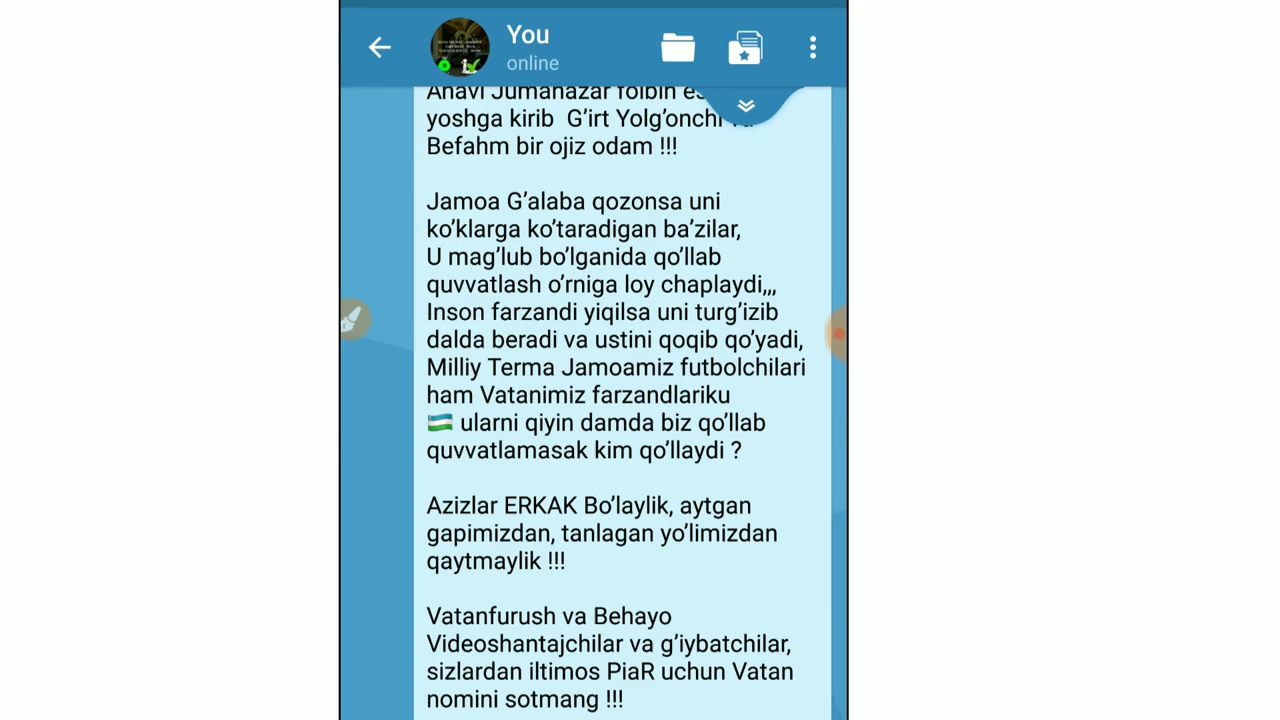 You
online
Anavi Jumanazar folbin
yoshga kirib G’irt Yolg’onchi
Befahm bir ojiz odam !!!
Jamoa G’alaba qozonsa uni
ko’klarga ko’taradigan ba’zilar,
U mag’lub bo’lganida qo’llab
quvvatlash o’rniga loy chaplaydi,,,
Inson farzandi yiqilsa uni turg’izib
dalda beradi va ustini qoqib qo’yadi,
Milliy Terma Jamoamiz futbolchilari
ham Vatanimiz farzandlariku
🇺🇿 ularni qiyin damda biz qo’llab
quvvatlamasak kim qo’llaydi ?
Azizlar ERKAK Bo’laylik, aytgan
gapimizdan, tanlagan yo’limizdan
qaytmaylik !!!
Vatanfurush va Behayo
Videoshantajchilar va g’iybatchilar,
sizlardan iltimos PiaR uchun Vatan
nomini sotmang !!!